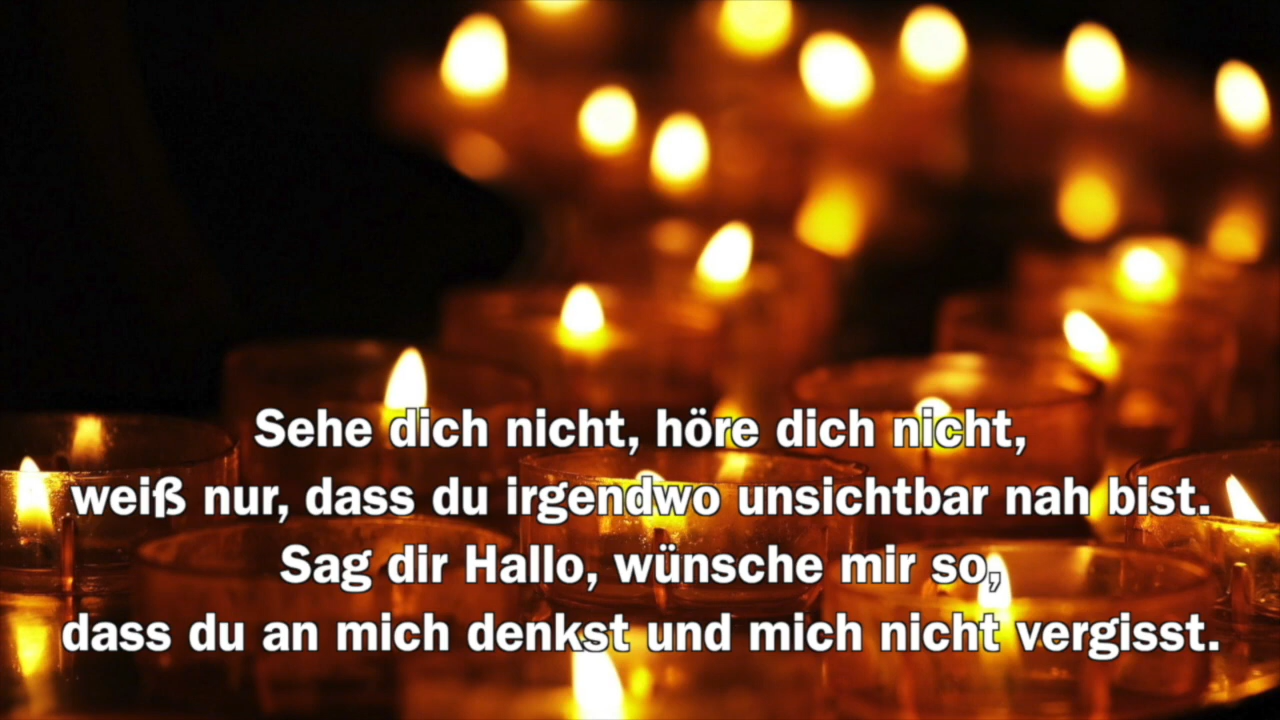 Sehe dich nicht, höre dich nicht,
weiß nur, dass du irgendwo unsichtbar nah bist.
Sag dir Hallo, wünsche mir so,
dass du an mich denkst und mich nicht vergisst.